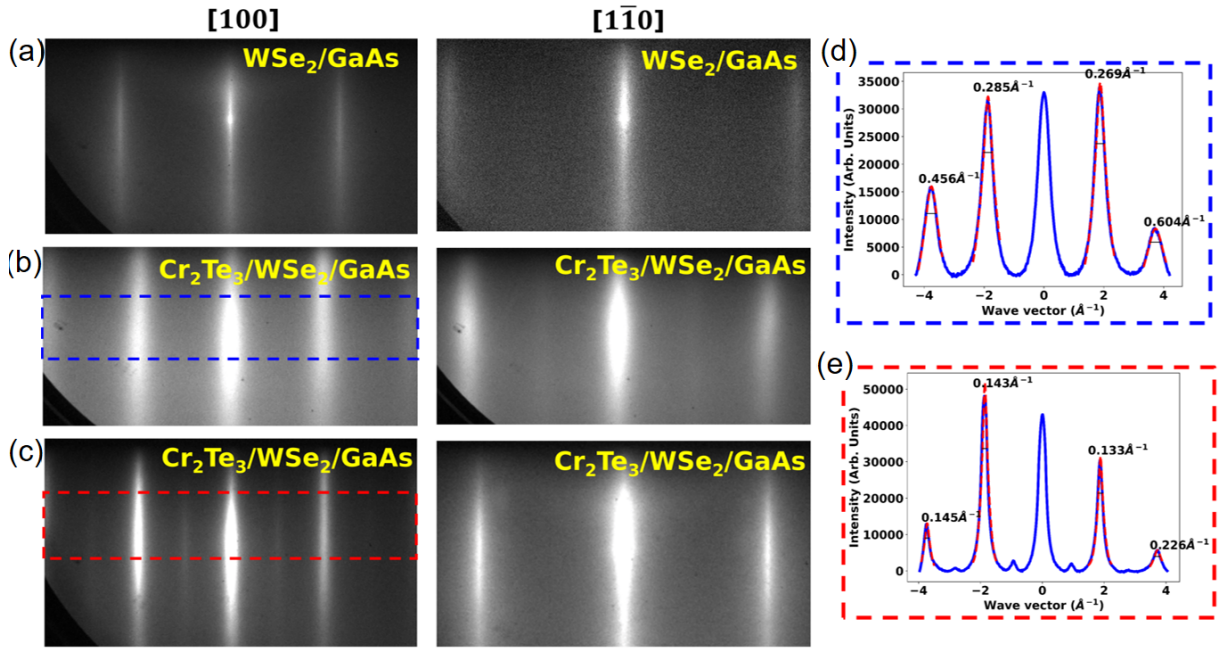 [100] [11̅0]
(a) WSe₂/GaAs WSe₂/GaAs
(b) Cr₂Te₃/WSe₂/GaAs Cr₂Te₃/WSe₂/GaAs
(c) Cr₂Te₃/WSe₂/GaAs Cr₂Te₃/WSe₂/GaAs
(d)
Intensity (Arb. Units)
35000
30000
25000
20000
15000
10000
5000
0
0.456Å⁻¹
0.285Å⁻¹
0.269Å⁻¹
0.604Å⁻¹
−4 −2 0 2 4
Wave vector (Å⁻¹)
(e)
Intensity (Arb. Units)
50000
40000
30000
20000
10000
0
0.145Å⁻¹
0.143Å⁻¹
0.133Å⁻¹
0.226Å⁻¹
−4 −2 0 2 4
Wave vector (Å⁻¹)